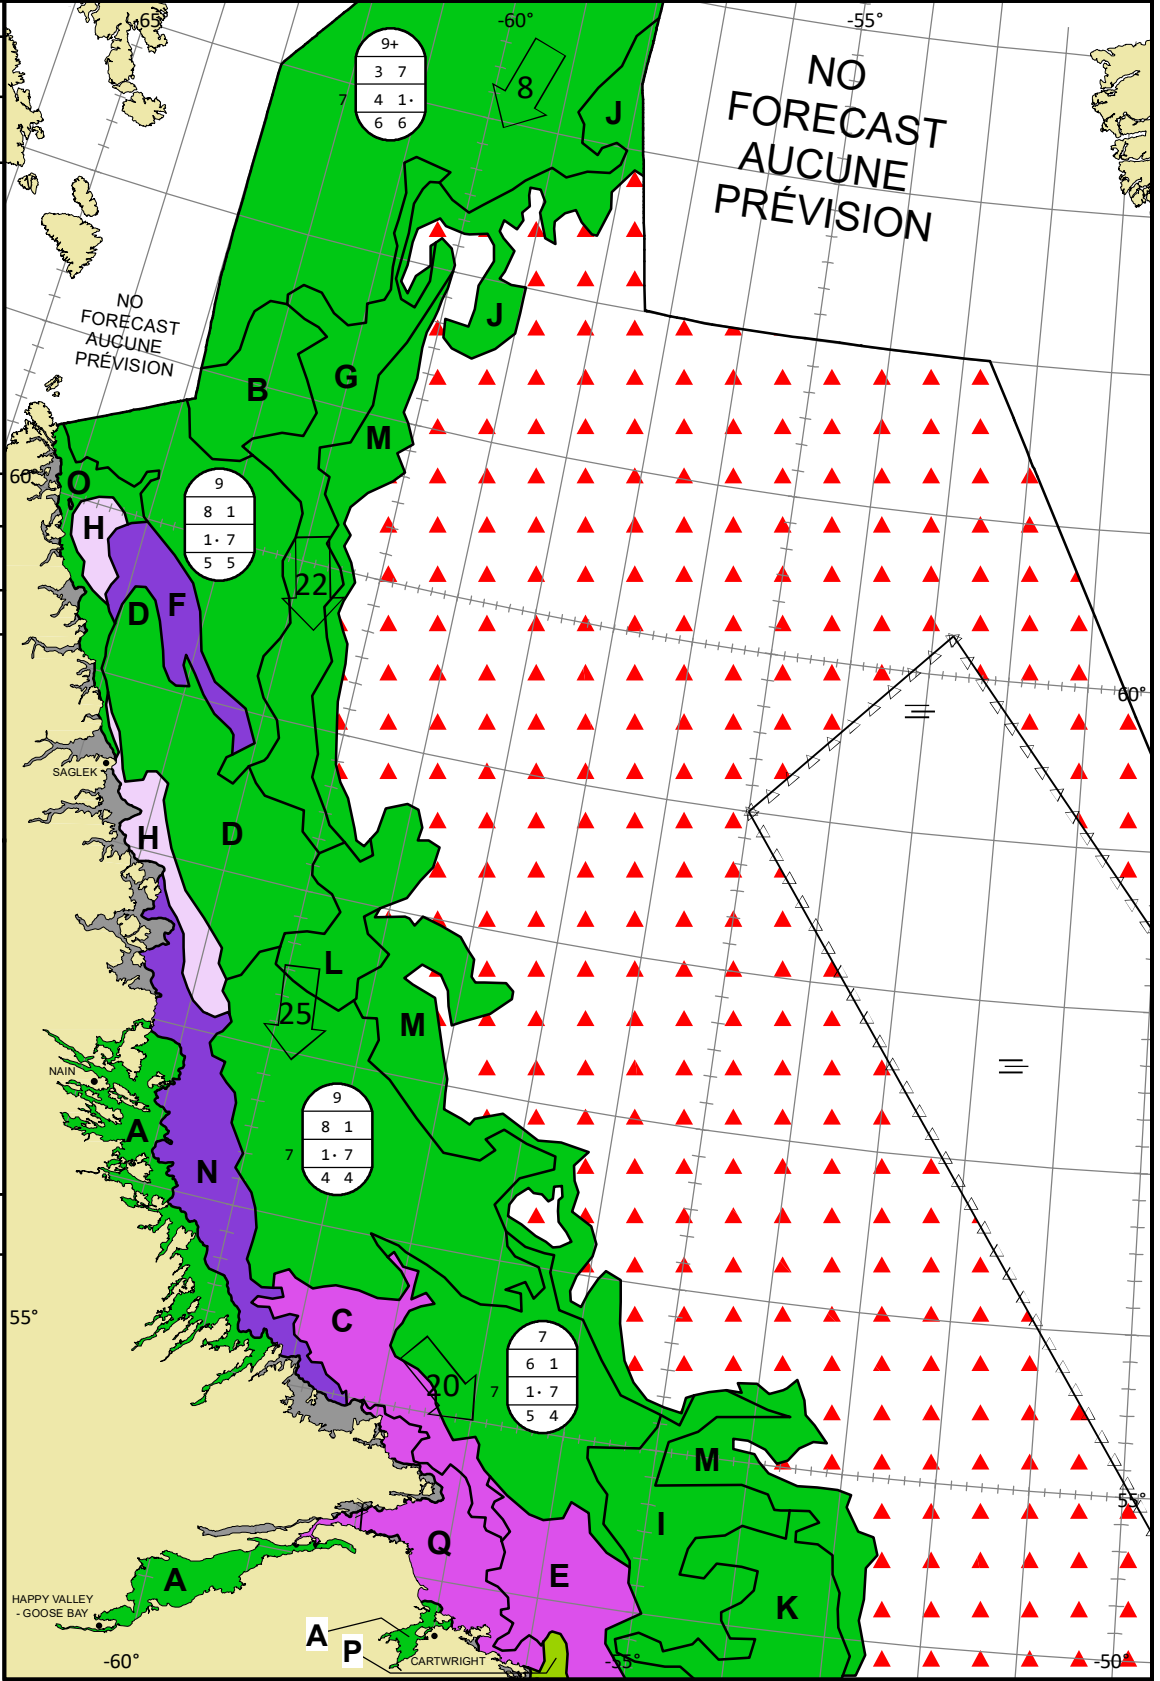 -65°
-60°
-55°
9+
3 7
7 4 1·
6 6
8
J
NO
FORECAST
AUCUNE
PRÉVISION
NO
FORECAST
AUCUNE
PRÉVISION
J
B
G
M
60°
O
9
8 1
1· 7
5 5
H
22
D
F
60°
SAGLEK
H
D
L
25
M
NAIN
A
9
8 1
7 1· 7
4 4
N
55°
C
7
6 1
7 1· 7
5 4
20
M
55°
I
Q
E
K
A
HAPPY VALLEY
- GOOSE BAY
A
P
CARTWRIGHT
-60°
-55°
-50°